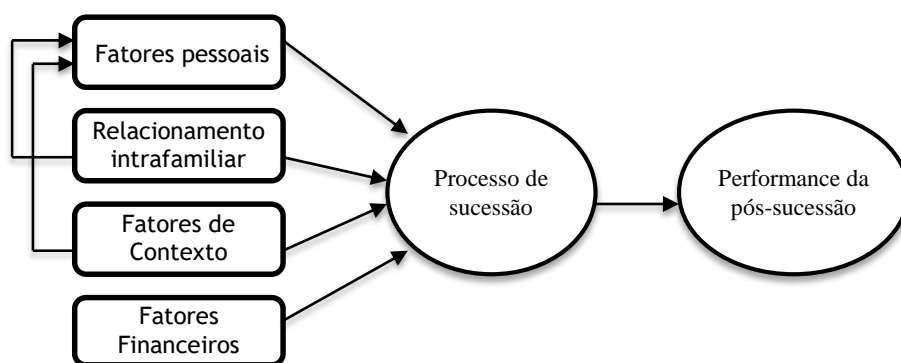 Fatores pessoais
Relacionamento
intrafamiliar
Fatores de
Contexto
Fatores
Financeiros
Processo de
sucessão
Performance da
pós-sucessão